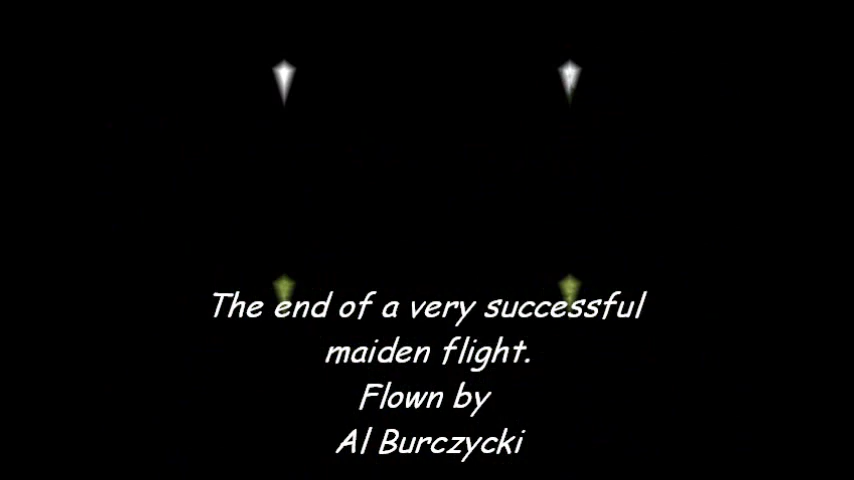 The end of a very successful
maiden flight.
Flown by
Al Burczycki